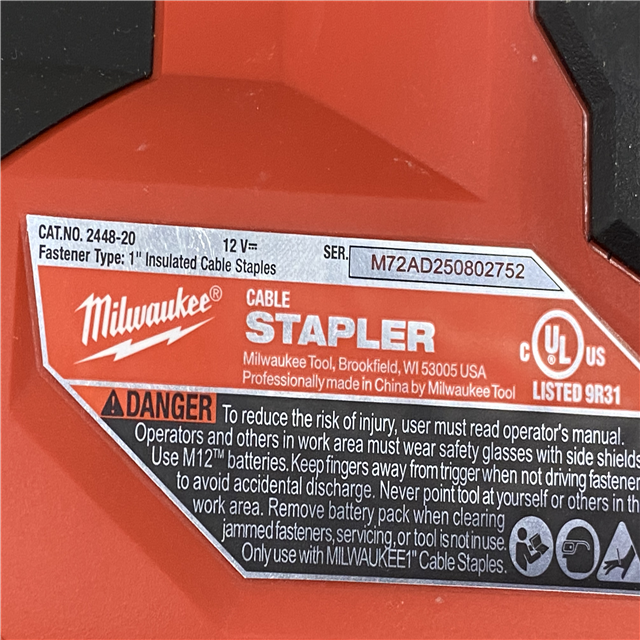 CAT.NO. 2448-20 12 V⎓ SER. M72AD250802752
Fastener Type: 1" Insulated Cable Staples
Milwaukee®
CABLE
STAPLER
Milwaukee Tool, Brookfield, WI 53005 USA
Professionally made in China by Milwaukee Tool
C UL US
LISTED 9R31
DANGER To reduce the risk of injury, user must read operator's manual.
Operators and others in work area must wear safety glasses with side shields.
Use M12™ batteries. Keep fingers away from trigger when not driving fasteners
to avoid accidental discharge. Never point tool at yourself or others in the
work area. Remove battery pack when clearing
jammed fasteners, servicing, or tool is not in use.
Only use with MILWAUKEE 1" Cable Staples.